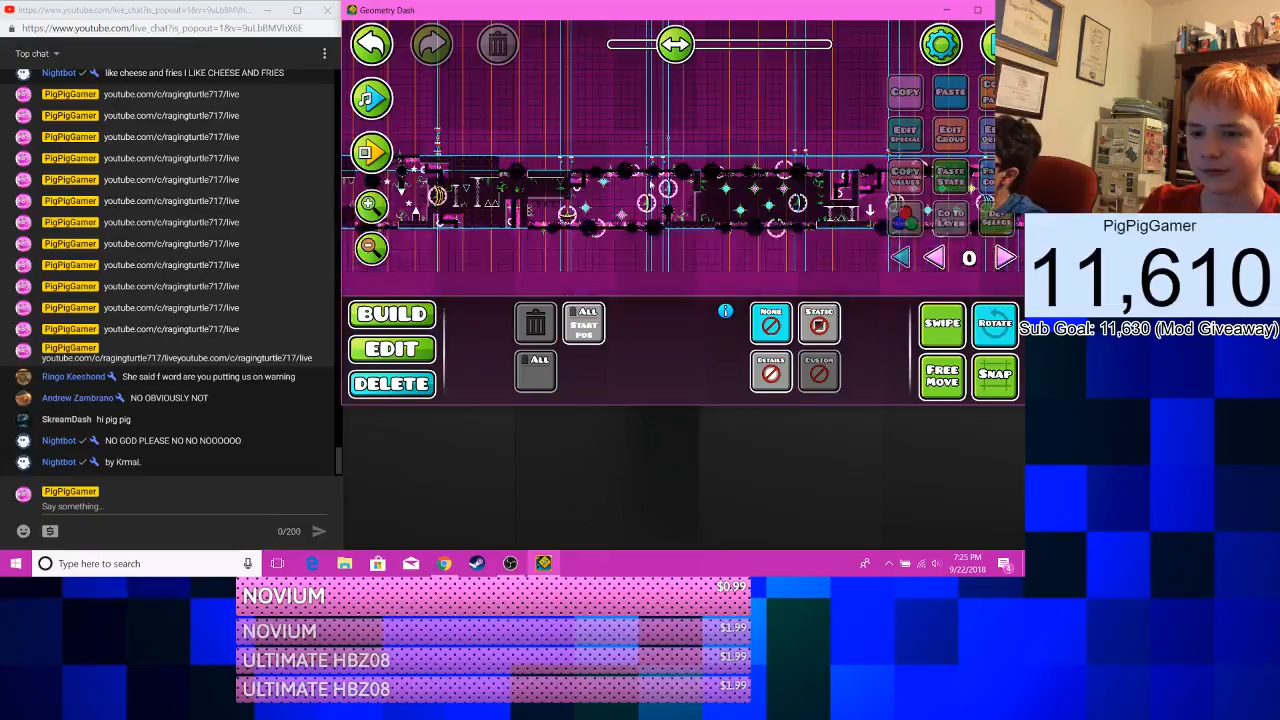 https://www.youtube.com/live_chat?is_popout=1&v=9uLbBMVhX6E
https://www.youtube.com/live_chat?is_popout=1&v=9uLbBMVhX6E
Top chat
Nightbot like cheese and fries I LIKE CHEESE AND FRIES
PigPigGamer youtube.com/c/ragingturtle717/live
PigPigGamer youtube.com/c/ragingturtle717/live
PigPigGamer youtube.com/c/ragingturtle717/live
PigPigGamer youtube.com/c/ragingturtle717/live
PigPigGamer youtube.com/c/ragingturtle717/live
PigPigGamer youtube.com/c/ragingturtle717/live
PigPigGamer youtube.com/c/ragingturtle717/live
PigPigGamer youtube.com/c/ragingturtle717/live
PigPigGamer youtube.com/c/ragingturtle717/live
PigPigGamer youtube.com/c/ragingturtle717/live
PigPigGamer youtube.com/c/ragingturtle717/live
PigPigGamer youtube.com/c/ragingturtle717/live
PigPigGamer
youtube.com/c/ragingturtle717/liveyoutube.com/c/ragingturtle717/live
Ringo Keeshond She said f word are you putting us on warning
Andrew Zambrano NO OBVIOUSLY NOT
SkreamDash hi pig pig
Nightbot NO GOD PLEASE NO NO NOOOOOO
Nightbot by Krmal.
PigPigGamer
Say something...
0/200
Geometry Dash
COPY
PASTE
EDIT SPECIAL
EDIT GROUP
COPY VALUES
PASTE STATE
GO TO LAYER
0
BUILD
EDIT
DELETE
ALL START POS
ALL
NONE
STATIC
DETAILS
CUSTOM
SWIPE
ROTATE
FREE MOVE
SNAP
PigPigGamer
11,610
Sub Goal: 11,630 (Mod Giveaway)
Type here to search
7:25 PM
9/22/2018
4
NOVIUM $0.99
NOVIUM $1.99
ULTIMATE HBZ08 $1.99
ULTIMATE HBZ08 $1.99